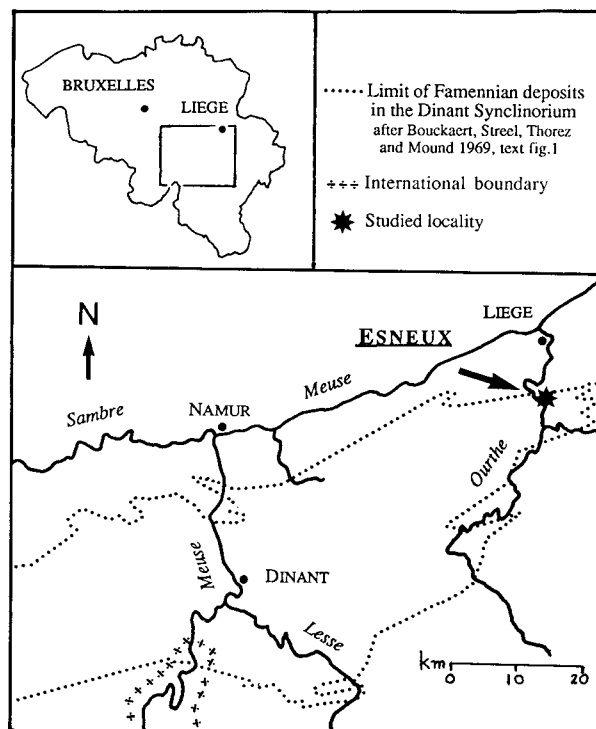 BRUXELLES
LIEGE
Limit of Famennian deposits
in the Dinant Synclinorium
after Bouckaert, Streel, Thorez
and Mound 1969, text fig.1
International boundary
Studied locality
N
LIEGE
ESNEUX
Meuse
Sambre
NAMUR
Ourthe
Meuse
DINANT
Lesse
km
0 10 20